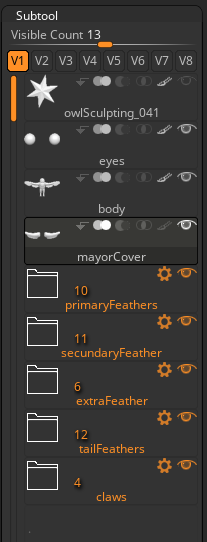 Subtool
Visible Count 13
V1 V2 V3 V4 V5 V6 V7 V8
owlSculpting_041
eyes
body
mayorCover
10
primaryFeathers
11
secundaryFeather
6
extraFeather
12
tailFeathers
4
claws